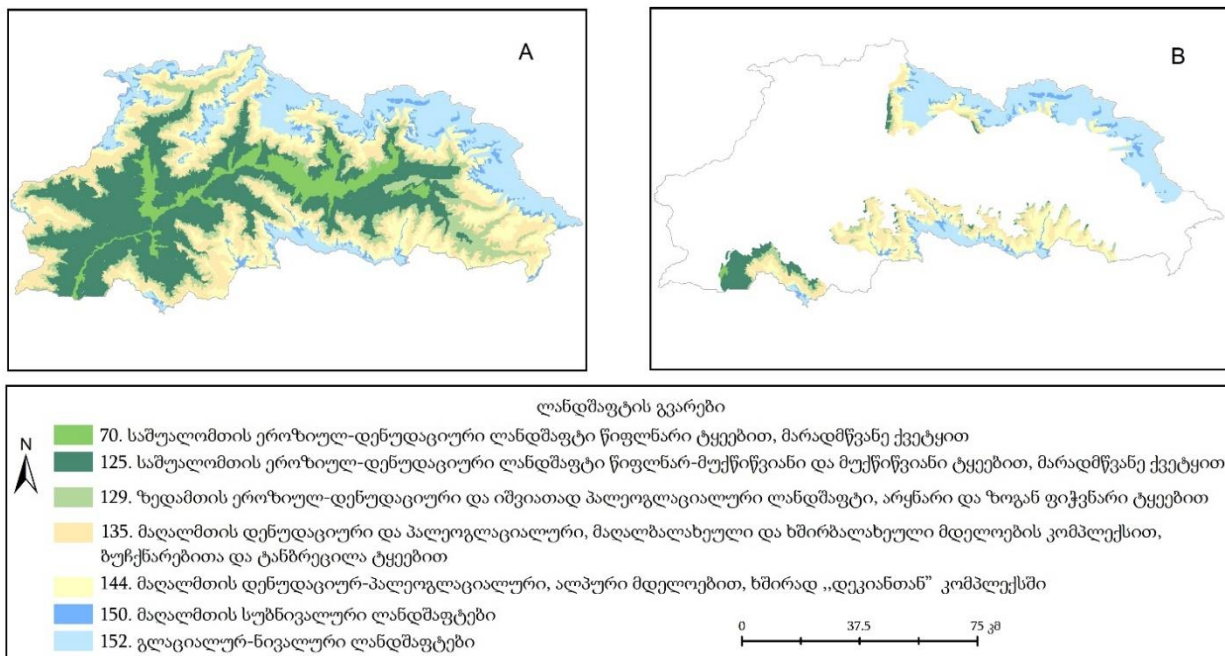 A
B
ლანდშაფტის გვარები
N
70. საშუალომთის ეროზიულ-დენუდაციური ლანდშაფტი წიფლნარი ტყეებით, მარადმწვანე ქვეტყით
125. საშუალომთის ეროზიულ-დენუდაციური ლანდშაფტი წიფლნარ-მუქწიწვიანი და მუქწიწვიანი ტყეებით, მარადმწვანე ქვეტყით
129. ზედამთის ეროზიულ-დენუდაციური და იშვიათად პალეოგლაციალური ლანდშაფტი, არყნარი და ზოგან ფიჭვნარი ტყეებით
135. მაღალმთის დენუდაციური და პალეოგლაციალური, მაღალბალახეული და ხშირბალახეული მდელოების კომპლექსით,
ბუჩქნარებითა და ტანბრეცილა ტყეებით
144. მაღალმთის დენუდაციურ-პალეოგლაციალური, ალპური მდელოებით, ხშირად ,,დეკიანთან” კომპლექსში
150. მაღალმთის სუბნივალური ლანდშაფტები
152. გლაციალურ-ნივალური ლანდშაფტები
0 37.5 75 კმ